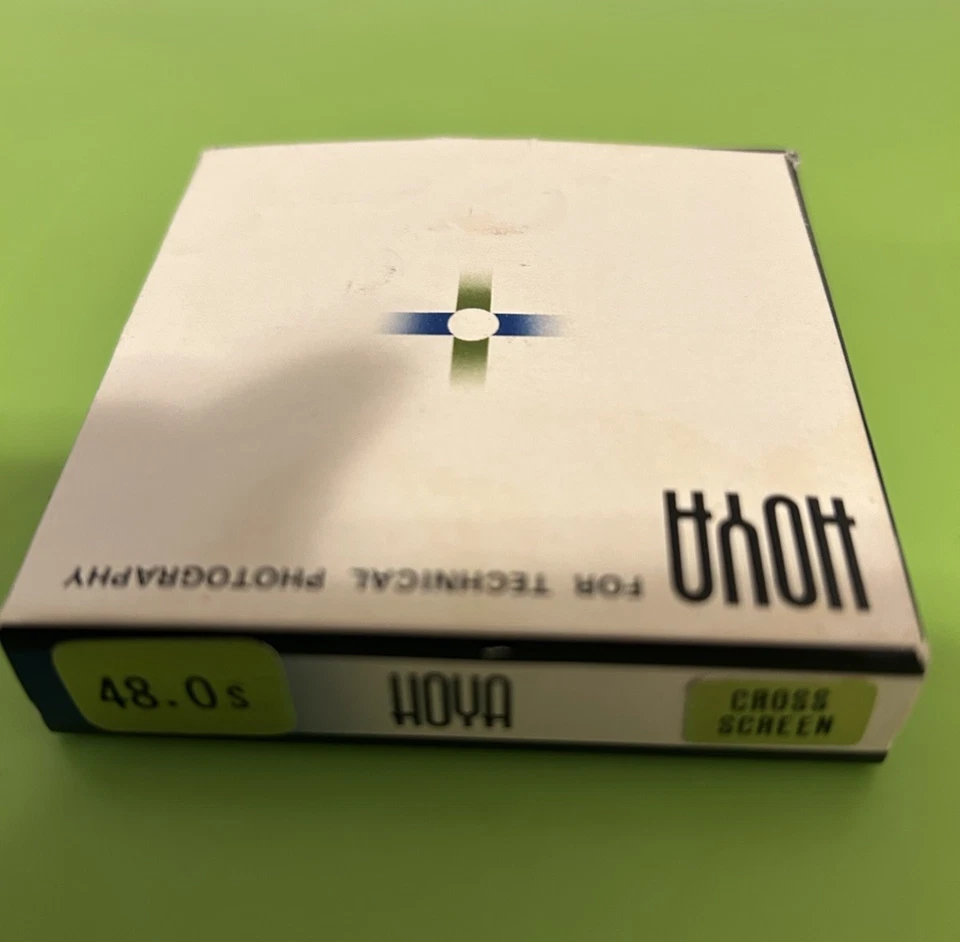 HOYA FOR TECHNICAL PHOTOGRAPHY
48.0s
HOYA
CROSS
SCREEN